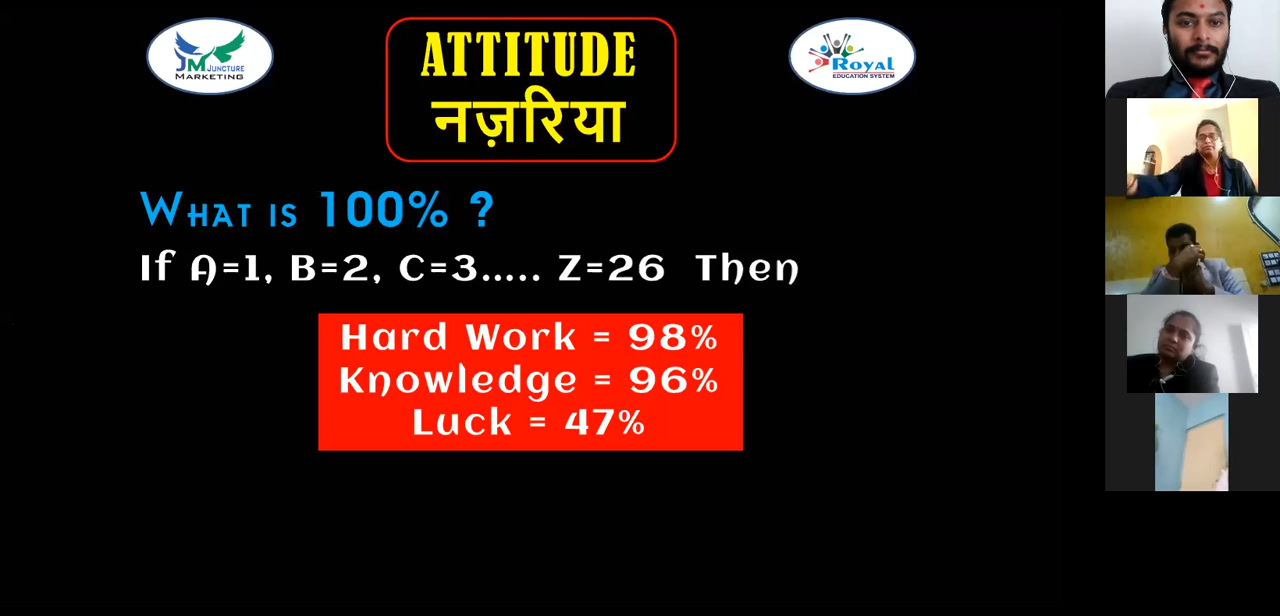 JM JUNCTURE
MARKETING
ATTITUDE
नज़रिया
Royal
EDUCATION SYSTEM
WHAT IS 100% ?
If A=1, B=2, C=3..... Z=26 Then
Hard Work = 98%
Knowledge = 96%
Luck = 47%